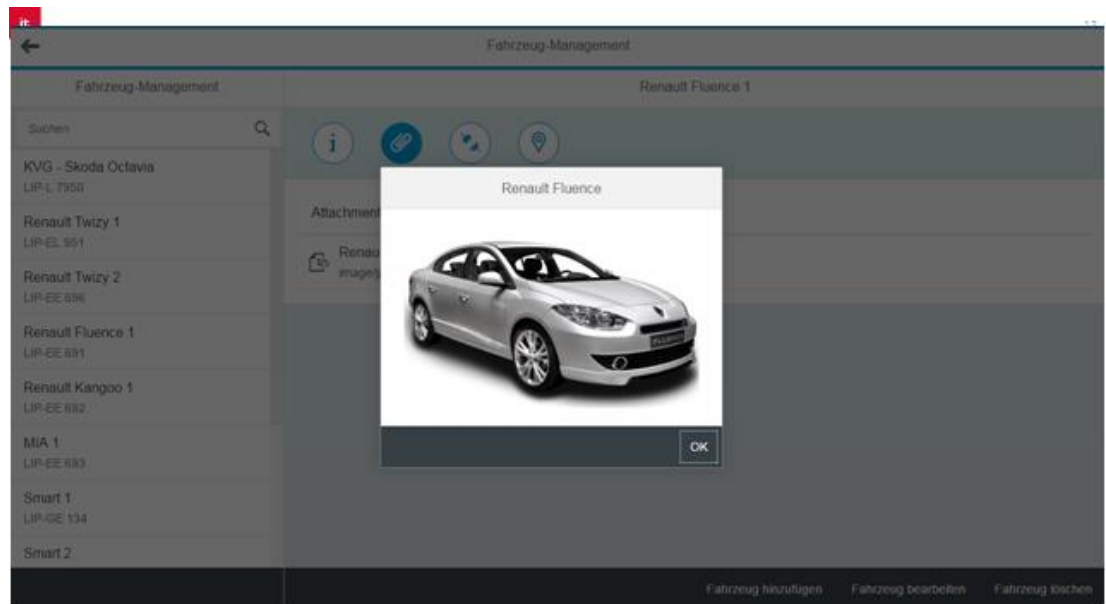 it:
Fahrzeug-Management
Fahrzeug-Management
Renault Fluence 1
Suchen
KVG - Skoda Octavia
LIP-L 7950
Renault Twizy 1
LIP-EL 951
Renault Twizy 2
LIP-EE 696
Renault Fluence 1
LIP-EE 691
Renault Kangoo 1
LIP-EE 692
MIA 1
LIP-EE 693
Smart 1
LIP-GE 134
Smart 2
i
Attachment
Renau
Renault Fluence
FLUENCE
OK
Fahrzeug hinzufügen Fahrzeug bearbeiten Fahrzeug löschen